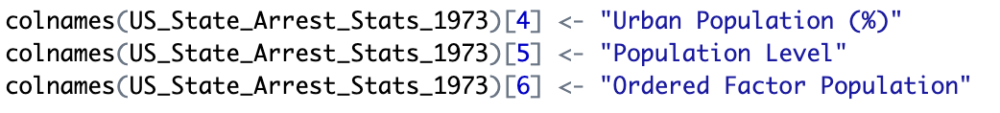 colnames(US_State_Arrest_Stats_1973)[4] <- "Urban Population (%)"
colnames(US_State_Arrest_Stats_1973)[5] <- "Population Level"
colnames(US_State_Arrest_Stats_1973)[6] <- "Ordered Factor Population"